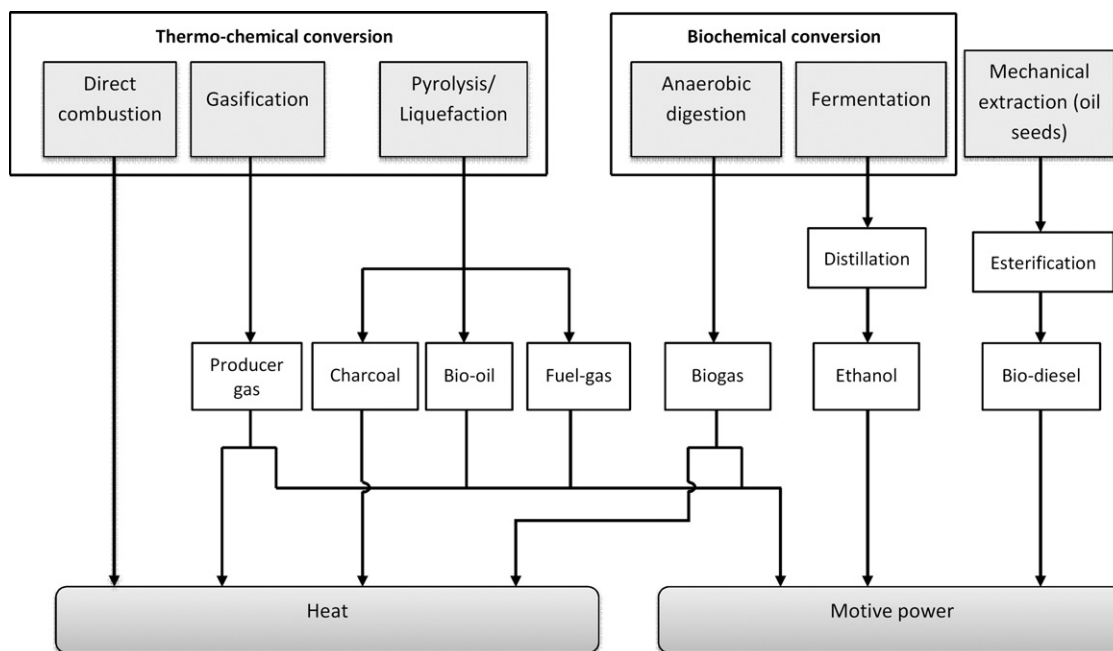 Thermo-chemical conversion
Direct
combustion
Gasification
Pyrolysis/
Liquefaction
Biochemical conversion
Anaerobic
digestion
Fermentation
Mechanical
extraction (oil
seeds)
Distillation
Esterification
Producer
gas
Charcoal
Bio-oil
Fuel-gas
Biogas
Ethanol
Bio-diesel
Heat
Motive power